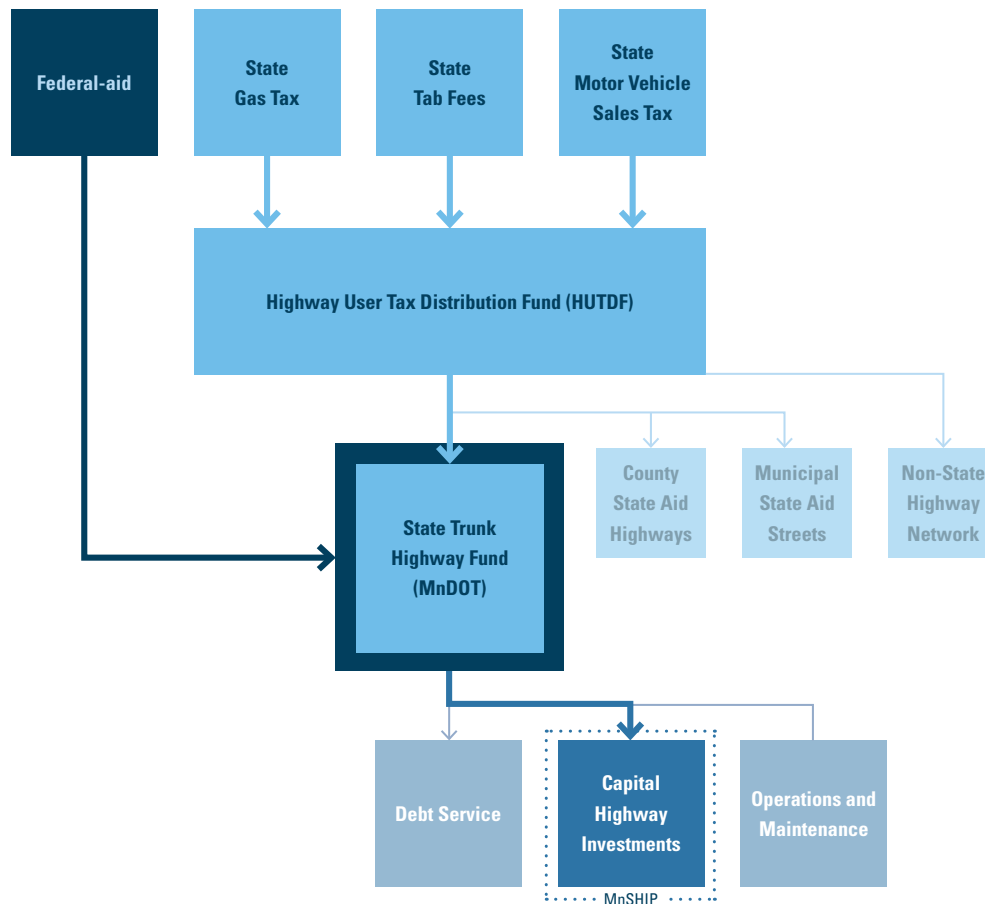 Federal-aid
State
Gas Tax
State
Tab Fees
State
Motor Vehicle
Sales Tax
Highway User Tax Distribution Fund (HUTDF)
State Trunk
Highway Fund
(MnDOT)
County
State Aid
Highways
Municipal
State Aid
Streets
Non-State
Highway
Network
Debt Service
Capital
Highway
Investments
Operations and
Maintenance
MnSHIP